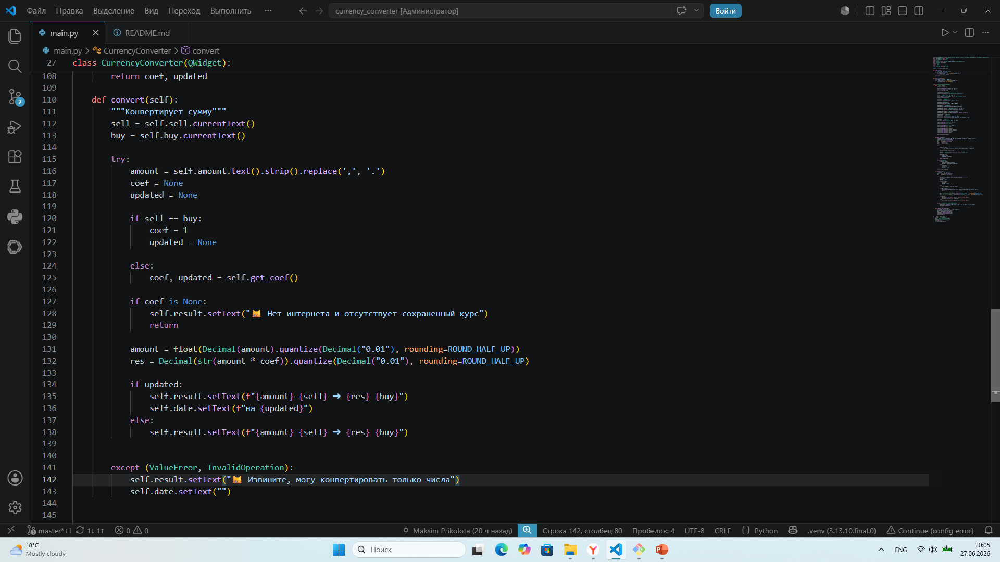 Файл Правка Выделение Вид Переход Выполнить ··· currency_converter [Администратор] Войти
main.py README.md
main.py > CurrencyConverter > convert
27 class CurrencyConverter(QWidget):
108 return coef, updated
109
110 def convert(self):
111 """Конвертирует сумму"""
112 sell = self.sell.currentText()
113 buy = self.buy.currentText()
114
115 try:
116 amount = self.amount.text().strip().replace(',', '.')
117 coef = None
118 updated = None
119
120 if sell == buy:
121 coef = 1
122 updated = None
123
124 else:
125 coef, updated = self.get_coef()
126
127 if coef is None:
128 self.result.setText("😿 Нет интернета и отсутствует сохраненный курс")
129 return
130
131 amount = float(Decimal(amount).quantize(Decimal("0.01"), rounding=ROUND_HALF_UP))
132 res = Decimal(str(amount * coef)).quantize(Decimal("0.01"), rounding=ROUND_HALF_UP)
133
134 if updated:
135 self.result.setText(f"{amount} {sell} → {res} {buy}")
136 self.date.setText(f"на {updated}")
137 else:
138 self.result.setText(f"{amount} {sell} → {res} {buy}")
139
140
141 except (ValueError, InvalidOperation):
142 self.result.setText("😿 Извините, могу конвертировать только числа")
143 self.date.setText("")
144
145
2
master*+! 1↓ 1↑ 0 0 Maksim Prikolota (20 ч назад) Строка 142, столбец 80 Пробелов: 4 UTF-8 CRLF {} Python .venv (3.13.10.final.0) Continue (config error)
18°C
Mostly cloudy
Поиск
ENG
20:05
27.06.2026